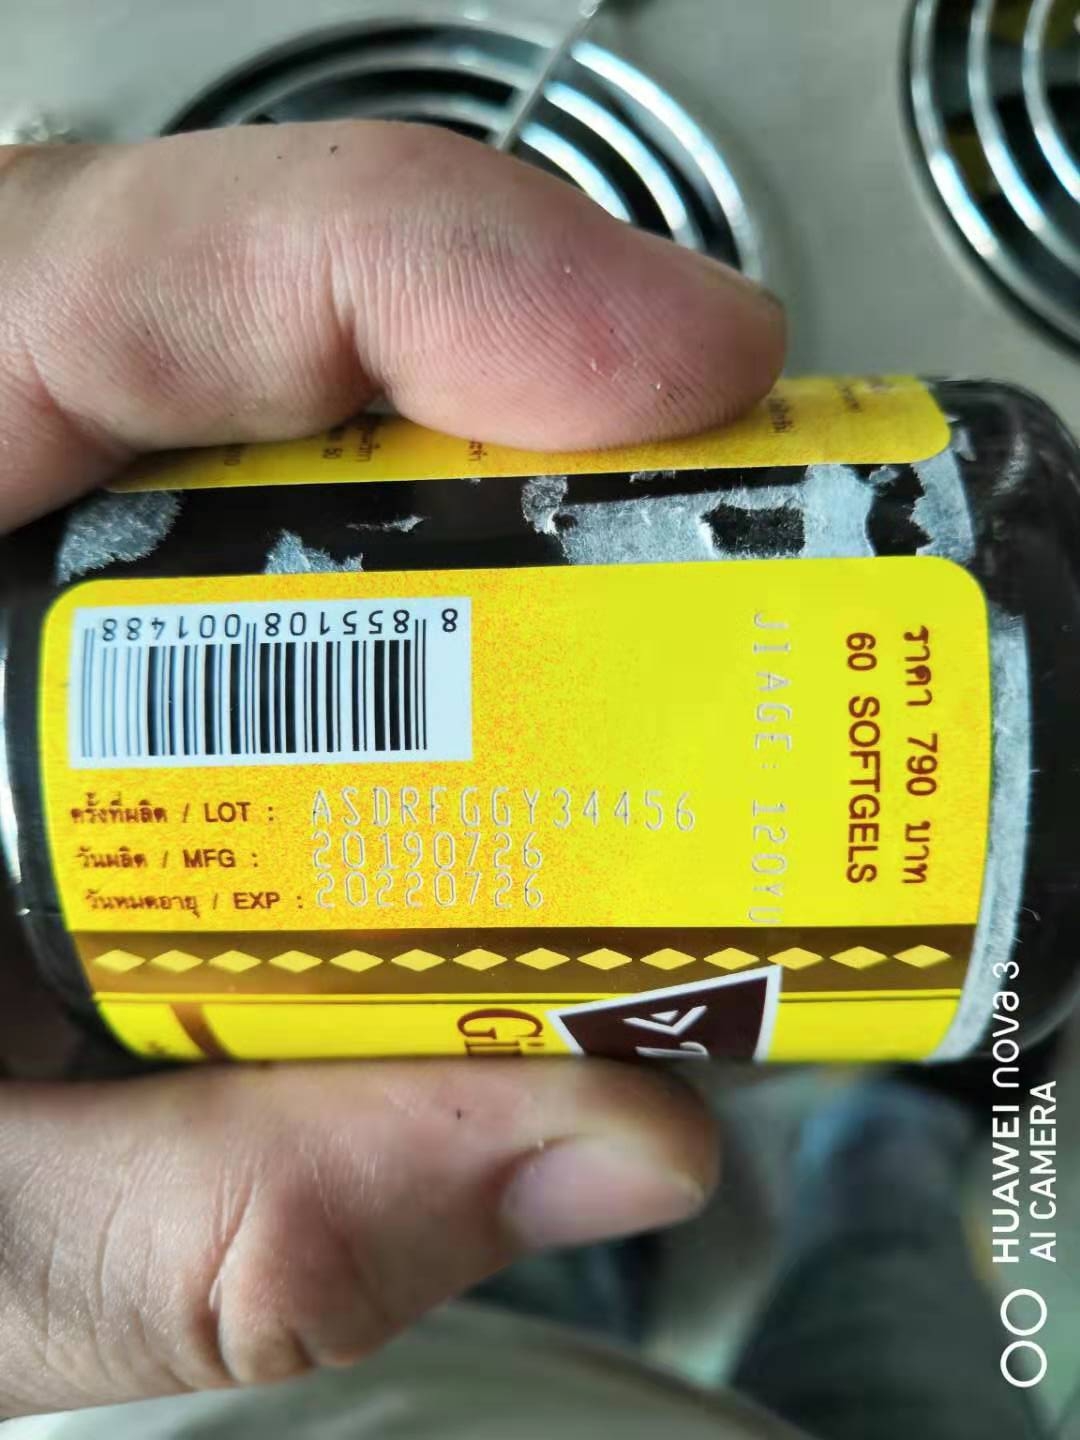 8 855108 001488
ครั้งที่ผลิต / LOT : ASDRFGGY34456
วันผลิต / MFG : 20190726
วันหมดอายุ / EXP : 20220726
JIAGE: 120YU
ราคา 790 บาท
60 SOFTGELS
HUAWEI nova 3
AI CAMERA